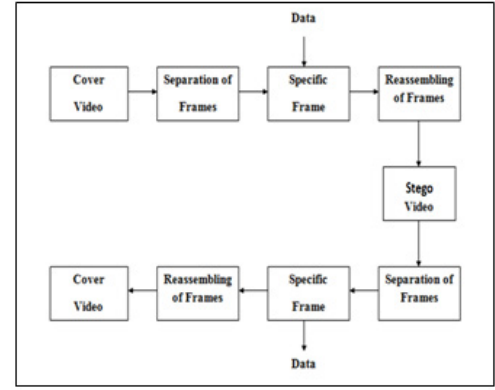 Data
Cover
Video
Separation of
Frames
Specific
Frame
Reassembling
of Frames
Stego
Video
Cover
Video
Reassembling
of Frames
Specific
Frame
Separation of
Frames
Data